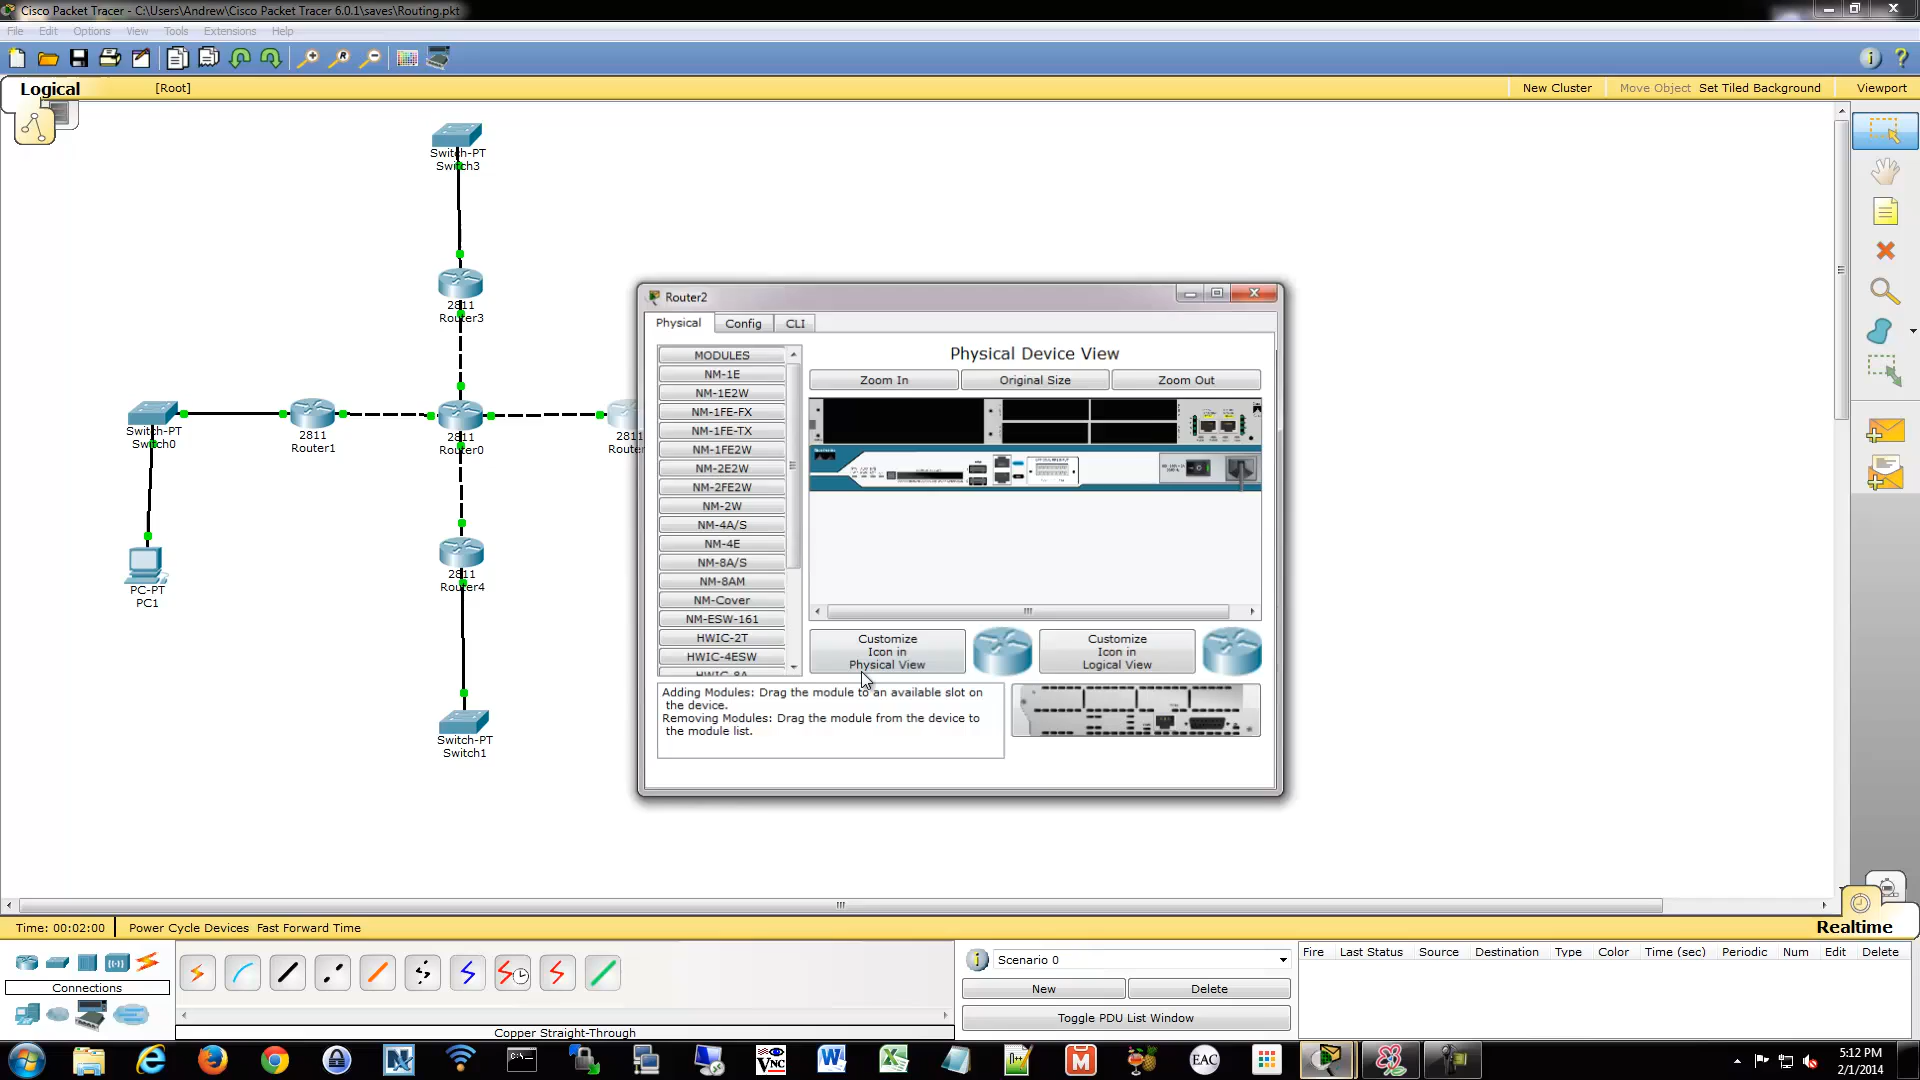 Cisco Packet Tracer - C:\Users\Andrew\Cisco Packet Tracer 6.0.1\saves\Routing.pkt
File Edit Options View Tools Extensions Help
Logical
[Root]
New Cluster
Move Object
Set Tiled Background
Viewport
Switch-PT
Switch3
2811
Router3
Switch-PT
Switch0
2811
Router1
2811
Router0
2811
PC-PT
PC1
2811
Router4
Switch-PT
Switch1
Router2
Physical
Config
CLI
MODULES
NM-1E
NM-1E2W
NM-1FE-FX
NM-1FE-TX
NM-1FE2W
NM-2E2W
NM-2FE2W
NM-2W
NM-4A/S
NM-4E
NM-8A/S
NM-8AM
NM-Cover
NM-ESW-161
HWIC-2T
HWIC-4ESW
HWIC-8A
Physical Device View
Zoom In
Original Size
Zoom Out
Customize
Icon in
Physical View
Customize
Icon in
Logical View
Adding Modules: Drag the module to an available slot on
the device.
Removing Modules: Drag the module from the device to
the module list.
Time: 00:02:00
Power Cycle Devices Fast Forward Time
Realtime
Connections
Copper Straight-Through
Scenario 0
New
Delete
Toggle PDU List Window
Fire Last Status Source Destination Type Color Time (sec) Periodic Num Edit Delete
EAC
5:12 PM
2/1/2014